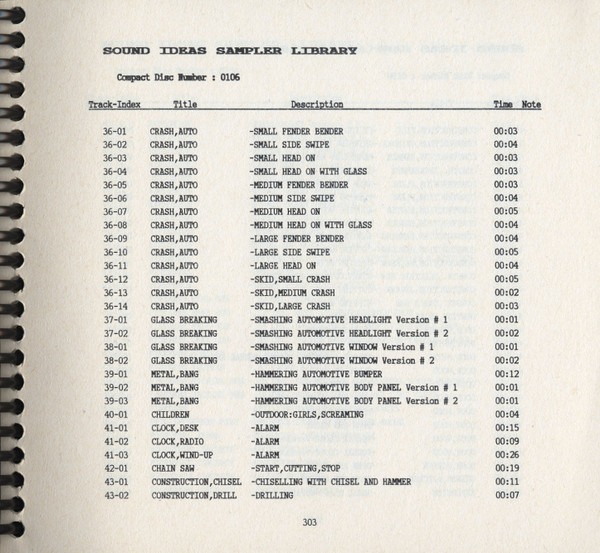 SOUND IDEAS SAMPLER LIBRARY
Compact Disc Number : 0106
Track-Index Title Description Time Note
36-01 CRASH,AUTO -SMALL FENDER BENDER 00:03
36-02 CRASH,AUTO -SMALL SIDE SWIPE 00:04
36-03 CRASH,AUTO -SMALL HEAD ON 00:03
36-04 CRASH,AUTO -SMALL HEAD ON WITH GLASS 00:03
36-05 CRASH,AUTO -MEDIUM FENDER BENDER 00:03
36-06 CRASH,AUTO -MEDIUM SIDE SWIPE 00:04
36-07 CRASH,AUTO -MEDIUM HEAD ON 00:05
36-08 CRASH,AUTO -MEDIUM HEAD ON WITH GLASS 00:04
36-09 CRASH,AUTO -LARGE FENDER BENDER 00:04
36-10 CRASH,AUTO -LARGE SIDE SWIPE 00:05
36-11 CRASH,AUTO -LARGE HEAD ON 00:04
36-12 CRASH,AUTO -SKID,SMALL CRASH 00:05
36-13 CRASH,AUTO -SKID,MEDIUM CRASH 00:02
36-14 CRASH,AUTO -SKID,LARGE CRASH 00:03
37-01 GLASS BREAKING -SMASHING AUTOMOTIVE HEADLIGHT Version # 1 00:01
37-02 GLASS BREAKING -SMASHING AUTOMOTIVE HEADLIGHT Version # 2 00:02
38-01 GLASS BREAKING -SMASHING AUTOMOTIVE WINDOW Version # 1 00:01
38-02 GLASS BREAKING -SMASHING AUTOMOTIVE WINDOW Version # 2 00:02
39-01 METAL,BANG -HAMMERING AUTOMOTIVE BUMPER 00:12
39-02 METAL,BANG -HAMMERING AUTOMOTIVE BODY PANEL Version # 1 00:01
39-03 METAL,BANG -HAMMERING AUTOMOTIVE BODY PANEL Version # 2 00:01
40-01 CHILDREN -OUTDOOR:GIRLS,SCREAMING 00:04
41-01 CLOCK,DESK -ALARM 00:15
41-02 CLOCK,RADIO -ALARM 00:09
41-03 CLOCK,WIND-UP -ALARM 00:26
42-01 CHAIN SAW -START,CUTTING,STOP 00:19
43-01 CONSTRUCTION,CHISEL -CHISELLING WITH CHISEL AND HAMMER 00:11
43-02 CONSTRUCTION,DRILL -DRILLING 00:07
303